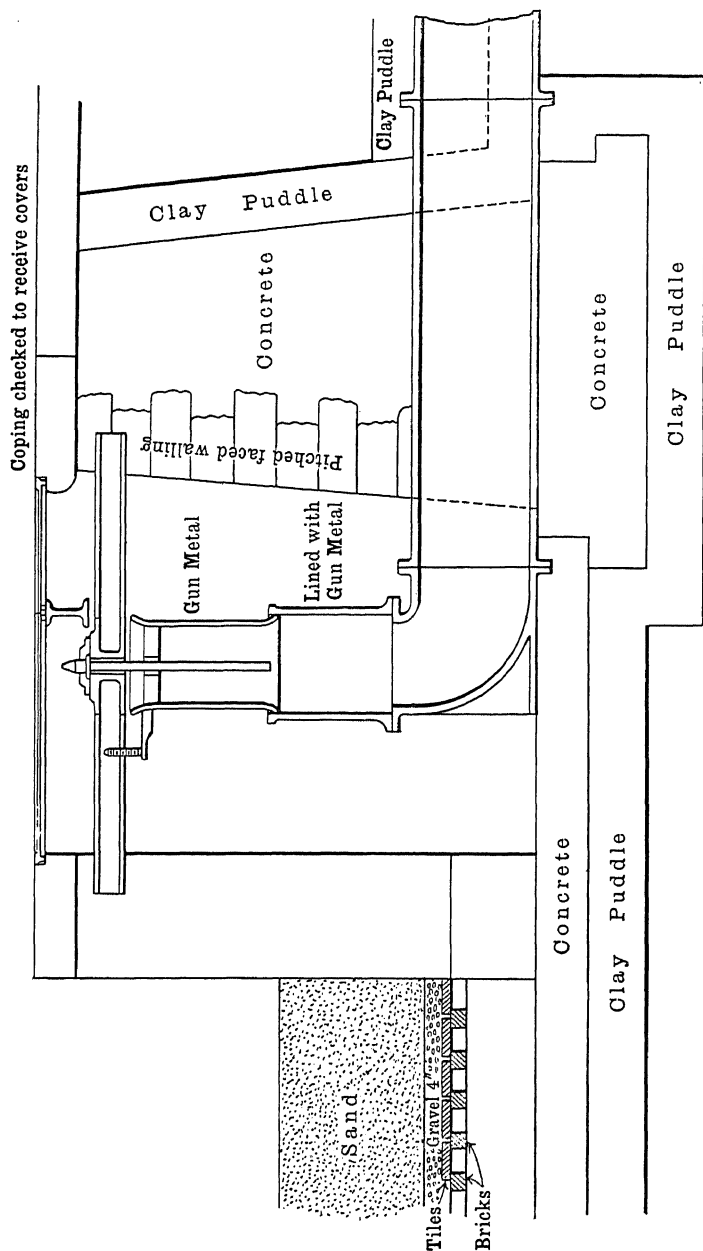 Coping checked to receive covers
Clay Puddle
Clay Puddle
Concrete
Pitched faced walling
Gun Metal
Lined with
Gun Metal
Concrete
Clay Puddle
Concrete
Clay Puddle
Sand
Gravel 4"
Tiles
Bricks